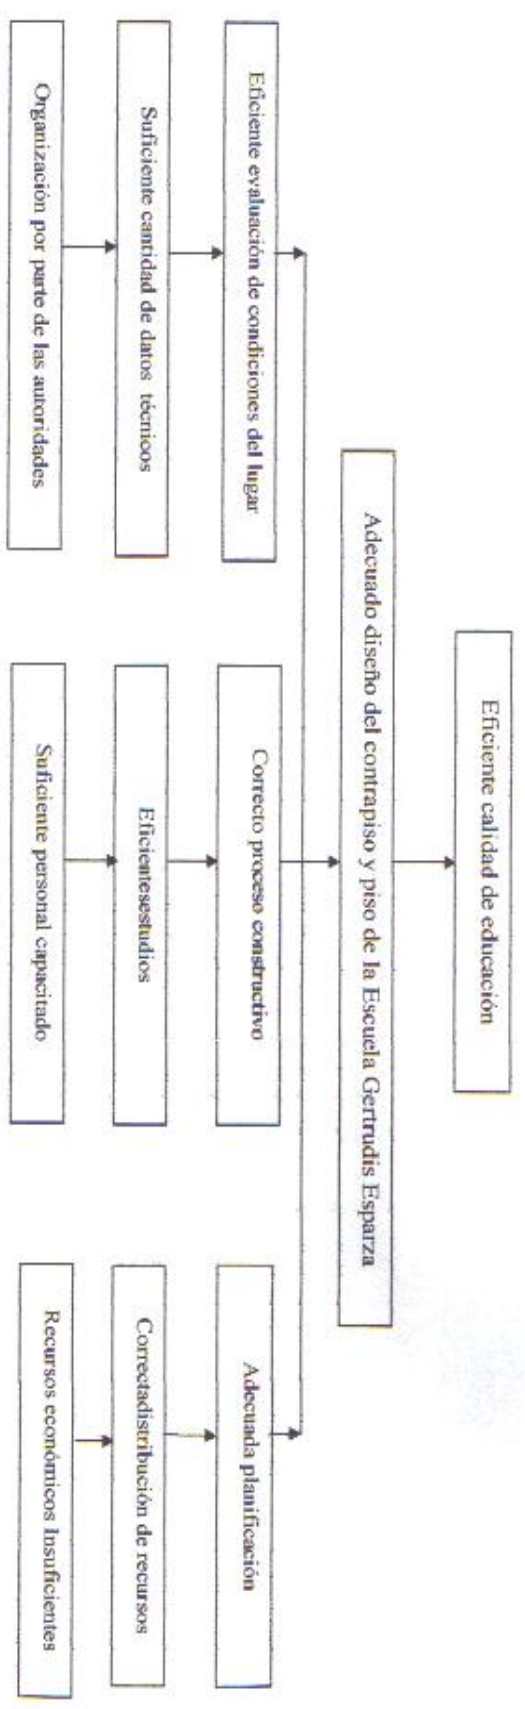 Eficiente calidad de educación
Adecuado diseño del contrapiso y piso de la Escuela Gertrudis Esparza
Eficiente evaluación de condiciones del lugar
Correcto proceso constructivo
Adecuada planificación
Suficiente cantidad de datos técnicos
Eficientesestudios
Correctadistribución de recursos
Organización por parte de las autoridades
Suficiente personal capacitado
Recursos económicos Insuficientes